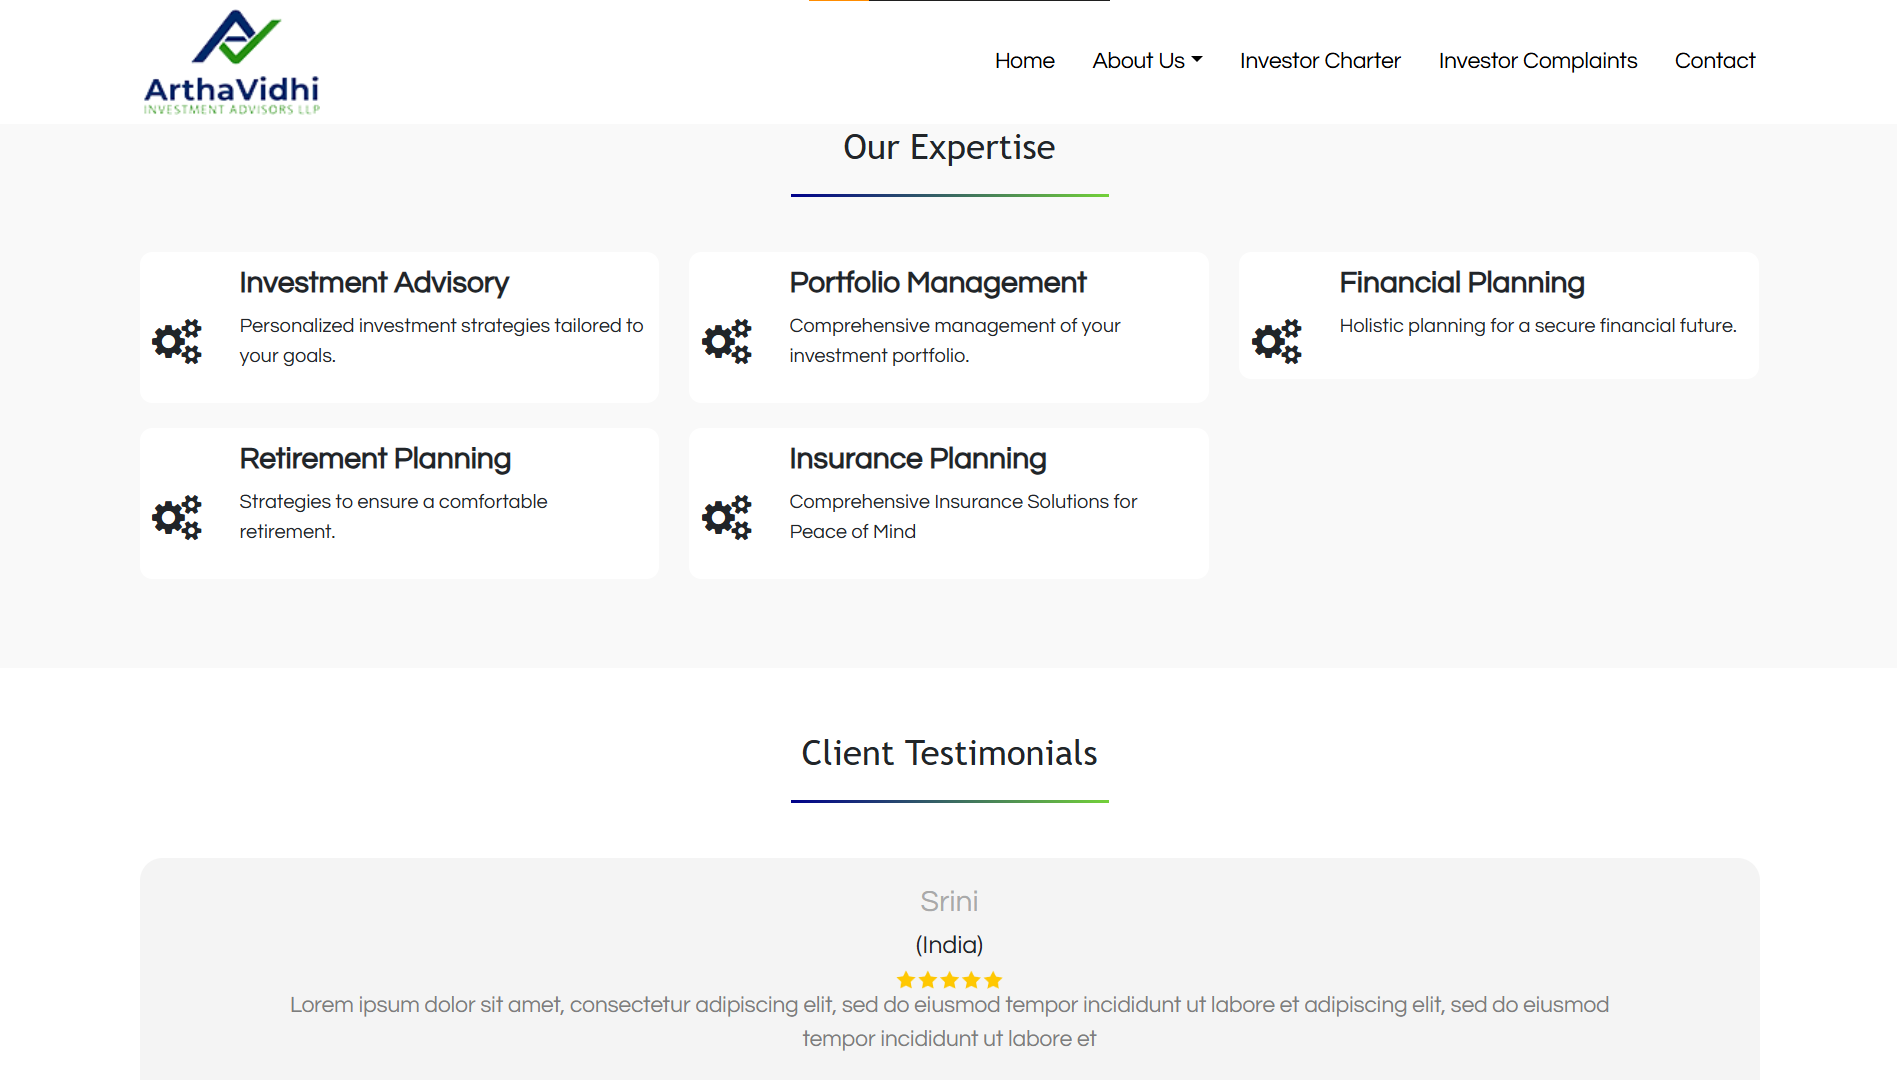 ArthaVidhi
INVESTMENT ADVISORS LLP
Home About Us Investor Charter Investor Complaints Contact
Our Expertise
Investment Advisory
Personalized investment strategies tailored to
your goals.
Portfolio Management
Comprehensive management of your
investment portfolio.
Financial Planning
Holistic planning for a secure financial future.
Retirement Planning
Strategies to ensure a comfortable
retirement.
Insurance Planning
Comprehensive Insurance Solutions for
Peace of Mind
Client Testimonials
Srini
(India)
Lorem ipsum dolor sit amet, consectetur adipiscing elit, sed do eiusmod tempor incididunt ut labore et adipiscing elit, sed do eiusmod
tempor incididunt ut labore et